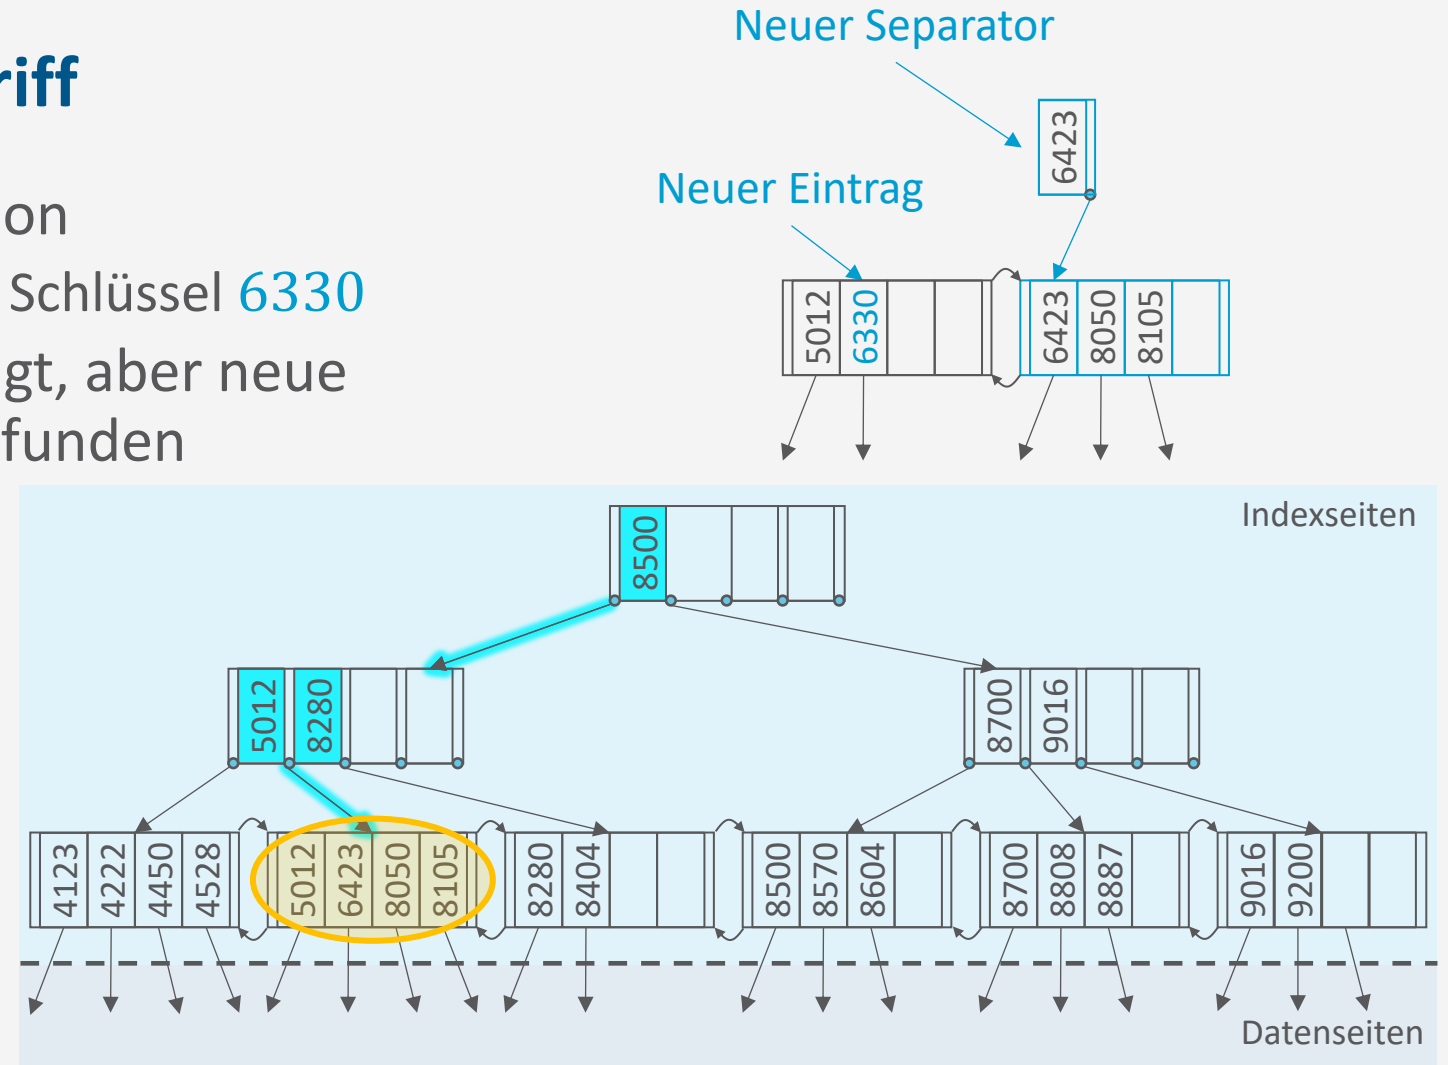 Neuer Separator
riff
6423
on
Neuer Eintrag
Schlüssel 6330
5012 6330 6423 8050 8105
gt, aber neue
funden
Indexseiten
8500
5012 8280 8700 9016
4123 4222 4450 4528 5012 6423 8050 8105 8280 8404 8500 8570 8604 8700 8808 8887 9016 9200
Datenseiten